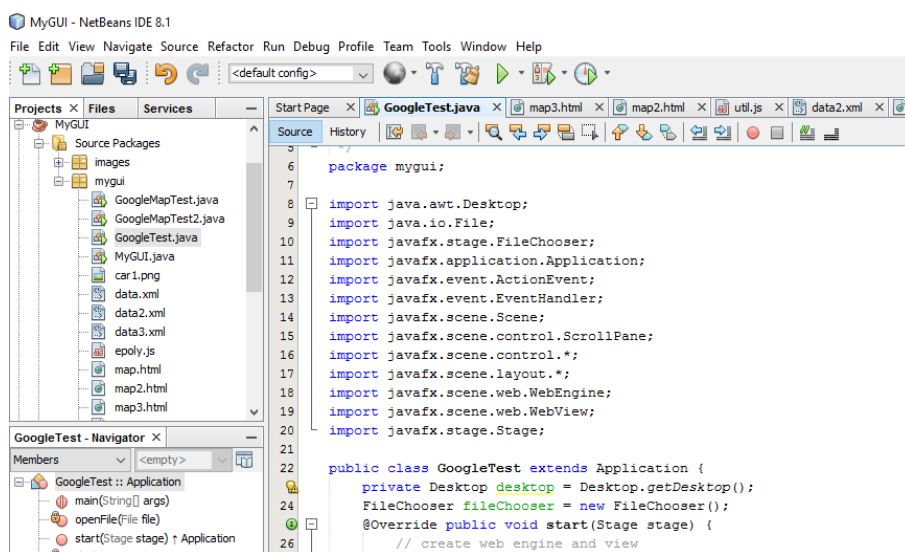 MyGUI - NetBeans IDE 8.1
File Edit View Navigate Source Refactor Run Debug Profile Team Tools Window Help
<default config>
Projects Files Services
MyGUI
Source Packages
images
mygui
GoogleMapTest.java
GoogleMapTest2.java
GoogleTest.java
MyGUI.java
car1.png
data.xml
data2.xml
data3.xml
epoly.js
map.html
map2.html
map3.html
GoogleTest - Navigator
Members <empty>
GoogleTest :: Application
main(String[] args)
openFile(File file)
start(Stage stage) ↑ Application
Start Page GoogleTest.java map3.html map2.html util.js data2.xml
Source History
5 */
6 package mygui;
7
8 import java.awt.Desktop;
9 import java.io.File;
10 import javafx.stage.FileChooser;
11 import javafx.application.Application;
12 import javafx.event.ActionEvent;
13 import javafx.event.EventHandler;
14 import javafx.scene.Scene;
15 import javafx.scene.control.ScrollPane;
16 import javafx.scene.control.*;
17 import javafx.scene.layout.*;
18 import javafx.scene.web.WebEngine;
19 import javafx.scene.web.WebView;
20 import javafx.stage.Stage;
21
22 public class GoogleTest extends Application {
private Desktop desktop = Desktop.getDesktop();
24 FileChooser fileChooser = new FileChooser();
@Override public void start(Stage stage) {
26 // create web engine and view